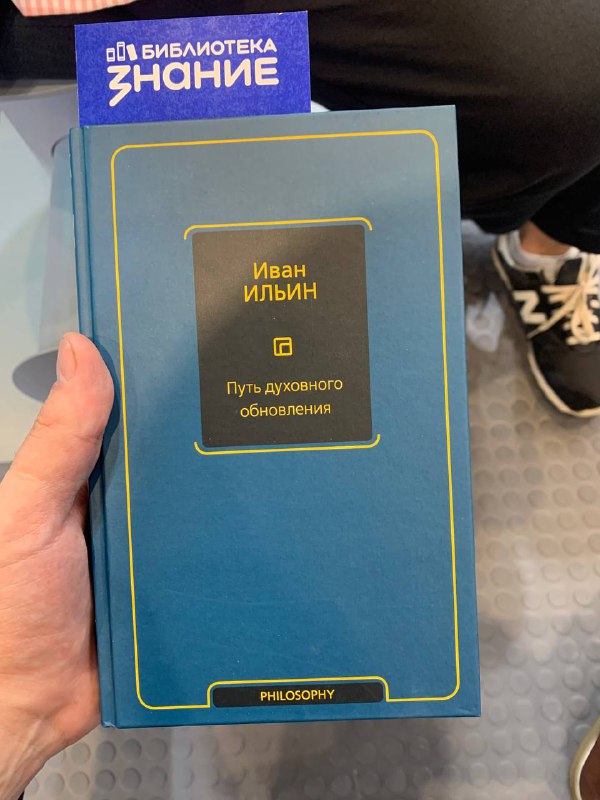 БИБЛИОТЕКА
ЗНАНИЕ
Иван
ИЛЬИН
Путь духовного
обновления
PHILOSOPHY
N